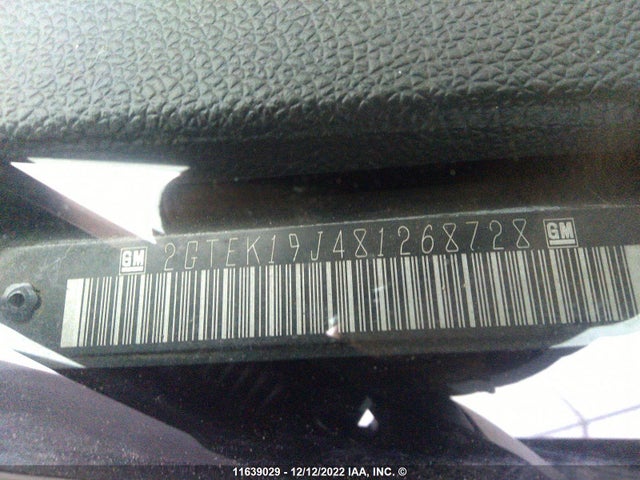 GM 2GTEK19J481268728 GM
11639029 - 12/12/2022 IAA, INC. ©